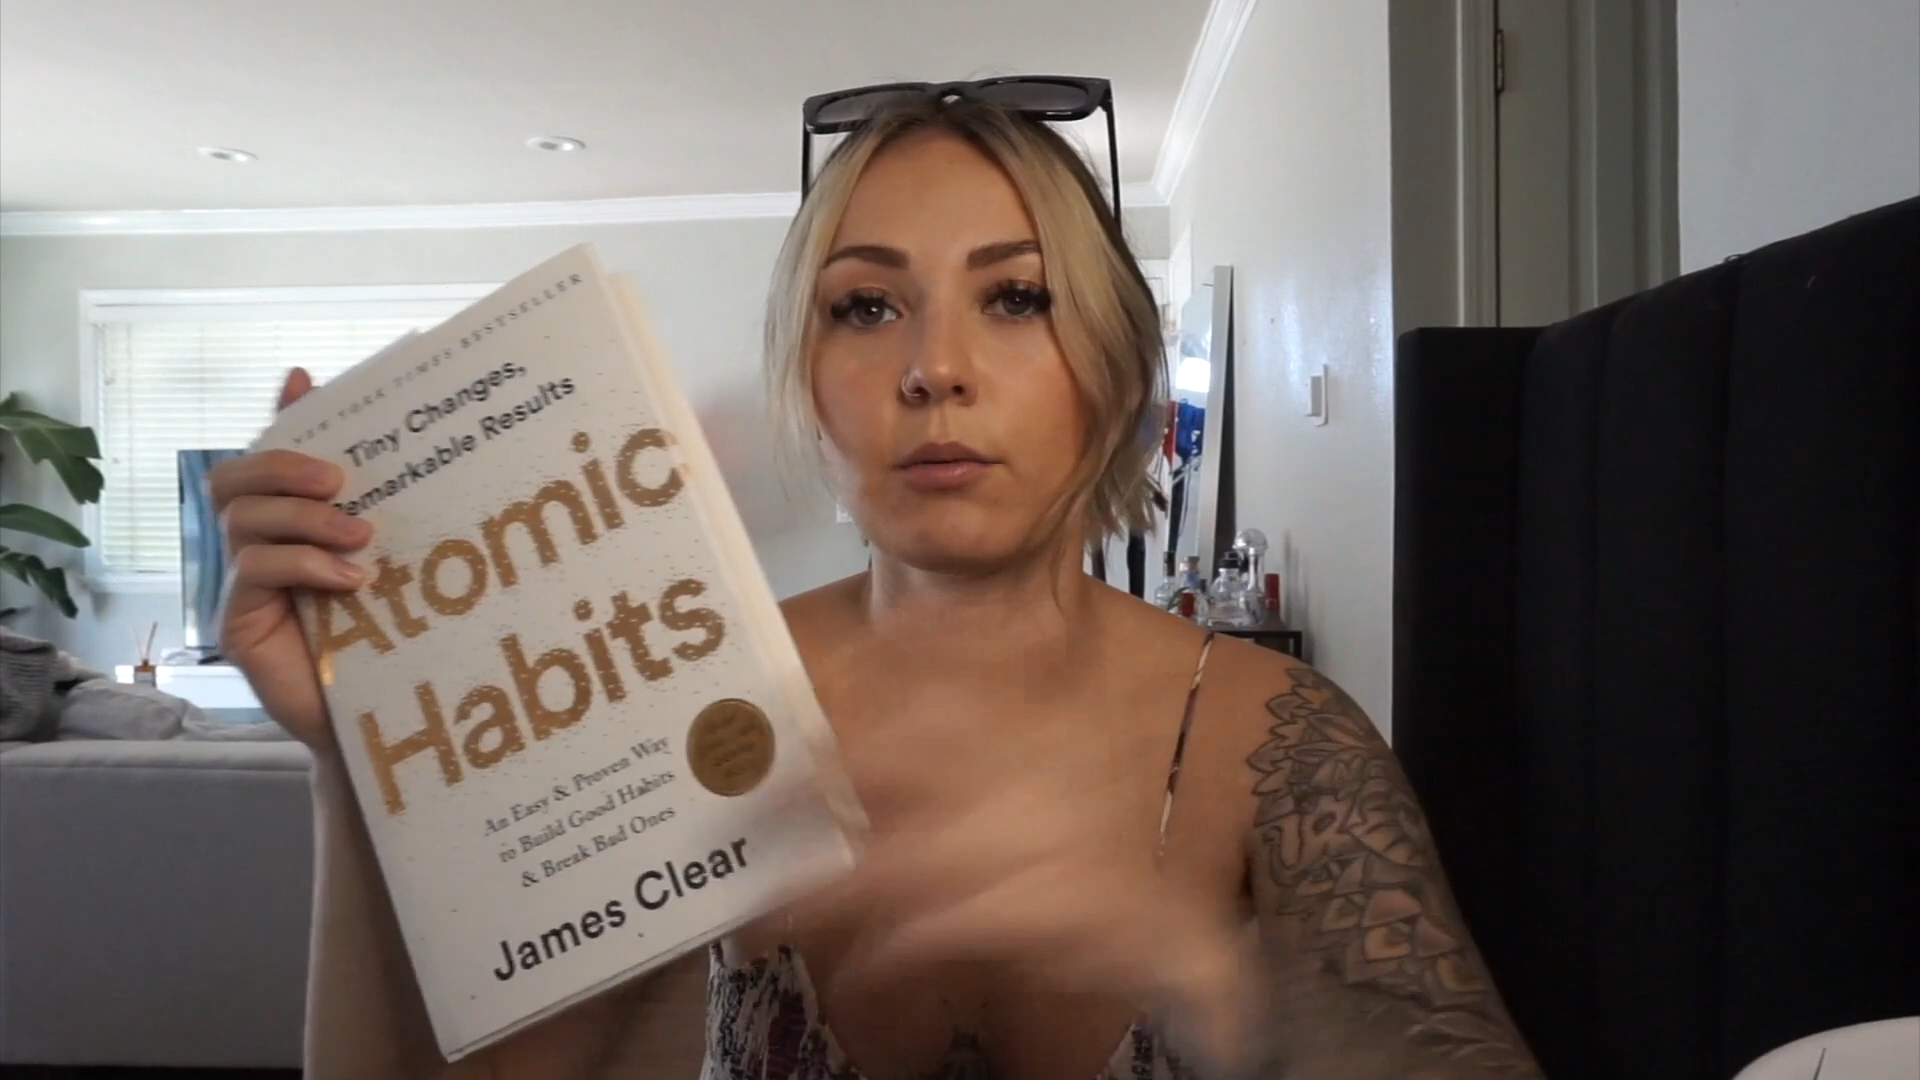 NEW YORK TIMES BESTSELLER
Tiny Changes,
Remarkable Results
Atomic
Habits
An Easy & Proven Way
to Build Good Habits
& Break Bad Ones
James Clear